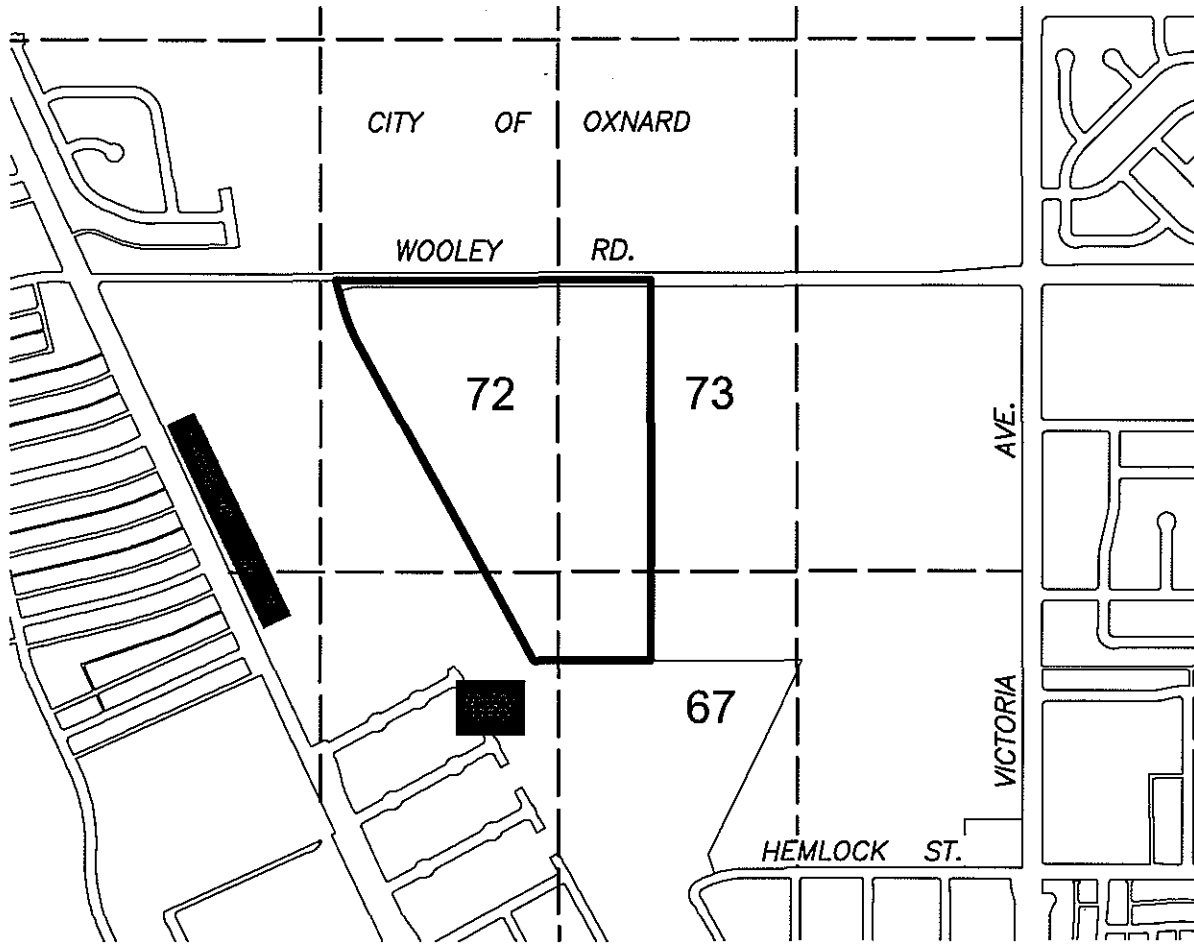 CITY OF OXNARD
WOOLEY RD.
72
73
AVE.
67
VICTORIA
HEMLOCK ST.